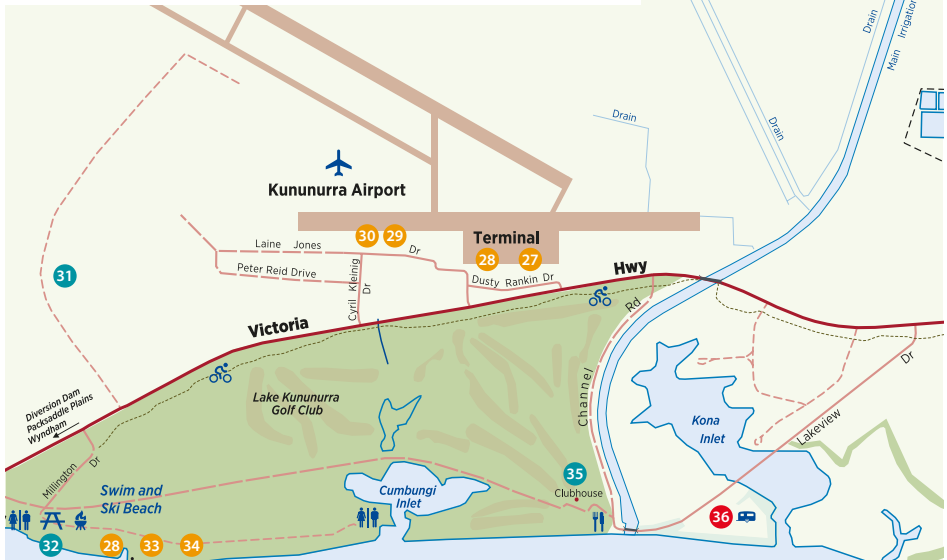 Drain
Main Irrigation
Drain
Drain
Kununurra Airport
30
29
Laine Jones Dr
Terminal
28
27
Peter Reid Drive
Cyril Kleinig Dr
Dusty Rankin Dr
Hwy
31
Victoria
Rd
Channel
Lake Kununurra
Golf Club
Diversion Dam
Packsaddle Plains
Wyndham
Kona
Inlet
Dr
Lakeview
Millington Dr
Swim and
Ski Beach
Cumbungi
Inlet
35
Clubhouse
36
32
28
33
34